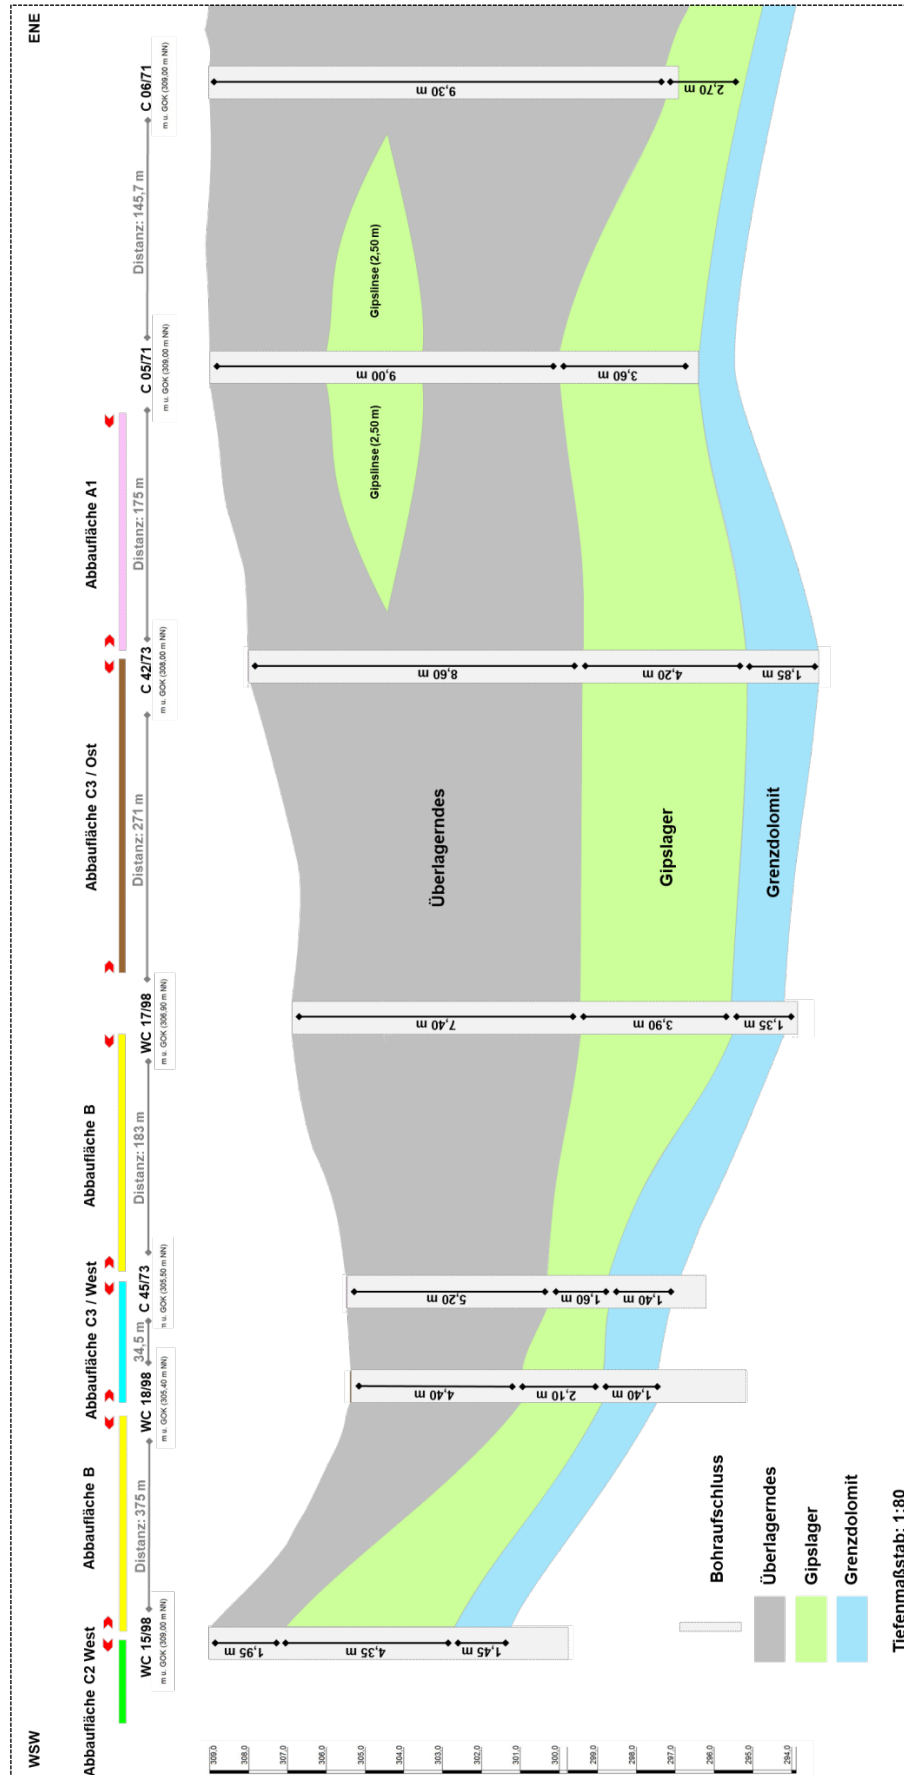 WSW
ENE
Abbaufläche C2 West
Abbaufläche B
Abbaufläche C3 / West
Abbaufläche B
Abbaufläche C3 / Ost
Abbaufläche A1
WC 15/98
Distanz: 375 m
WC 18/98
34,5 m
C 45/73
Distanz: 183 m
WC 17/98
Distanz: 271 m
C 42/73
Distanz: 175 m
C 05/71
Distanz: 145,7 m
C 06/71
m u. GOK (309,00 m NN)
m u. GOK (305,40 m NN)
m u. GOK (305,50 m NN)
m u. GOK (306,90 m NN)
m u. GOK (308,00 m NN)
m u. GOK (309,00 m NN)
m u. GOK (309,00 m NN)
309,0
308,0
307,0
306,0
305,0
304,0
303,0
302,0
301,0
300,0
299,0
298,0
297,0
296,0
295,0
294,0
1,95 m
4,35 m
1,45 m
4,40 m
2,10 m
1,40 m
5,20 m
1,60 m
1,40 m
7,40 m
3,90 m
1,35 m
8,60 m
4,20 m
1,85 m
9,00 m
3,60 m
9,30 m
2,70 m
Gipslinse (2,50 m)
Gipslinse (2,50 m)
Überlagerndes
Gipslager
Grenzdolomit
Bohraufschluss
Überlagerndes
Gipslager
Grenzdolomit
Tiefenmaßstab: 1:80